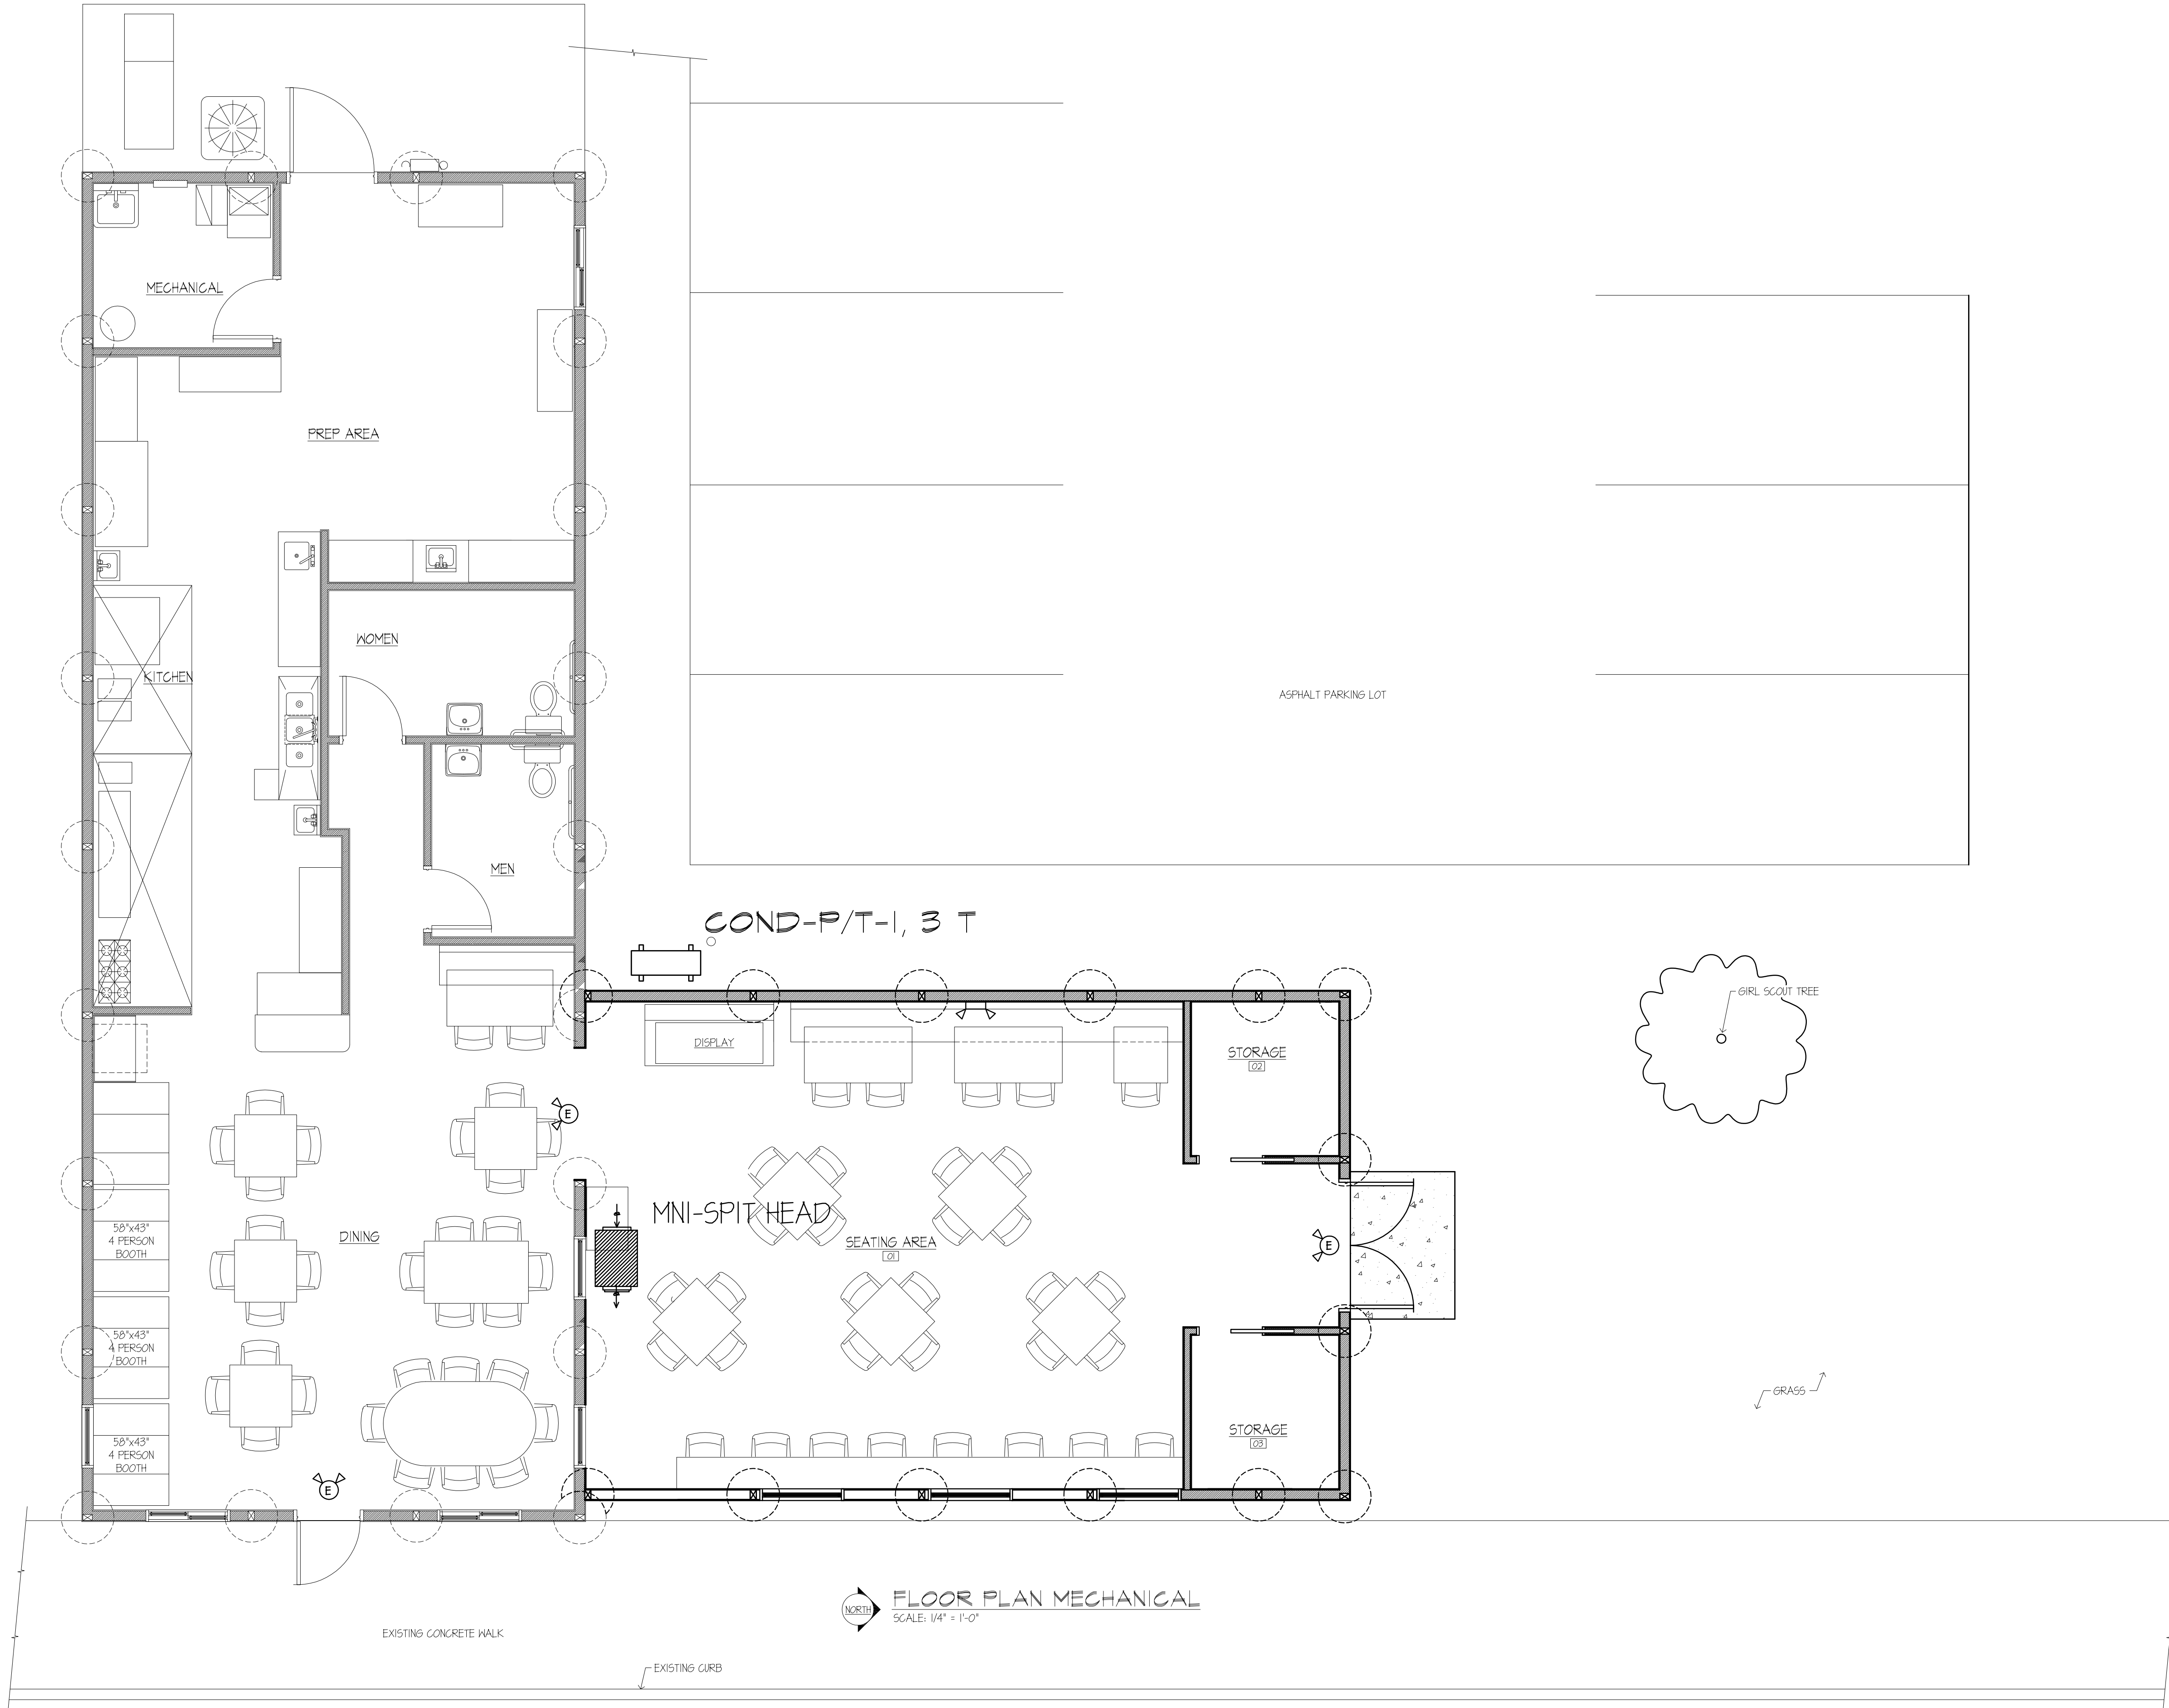 MECHANICAL
PREP AREA
WOMEN
KITCHEN
ASPHALT PARKING LOT
MEN
COND-P/T-1, 3 T
GIRL SCOUT TREE
DISPLAY
STORAGE
02
E
MNI-SPIT HEAD
58"x43"
4 PERSON
BOOTH
DINING
SEATING AREA
01
E
58"x43"
4 PERSON
BOOTH
GRASS
58"x43"
4 PERSON
BOOTH
STORAGE
03
E
NORTH
FLOOR PLAN MECHANICAL
SCALE: 1/4" = 1'-0"
EXISTING CONCRETE WALK
EXISTING CURB